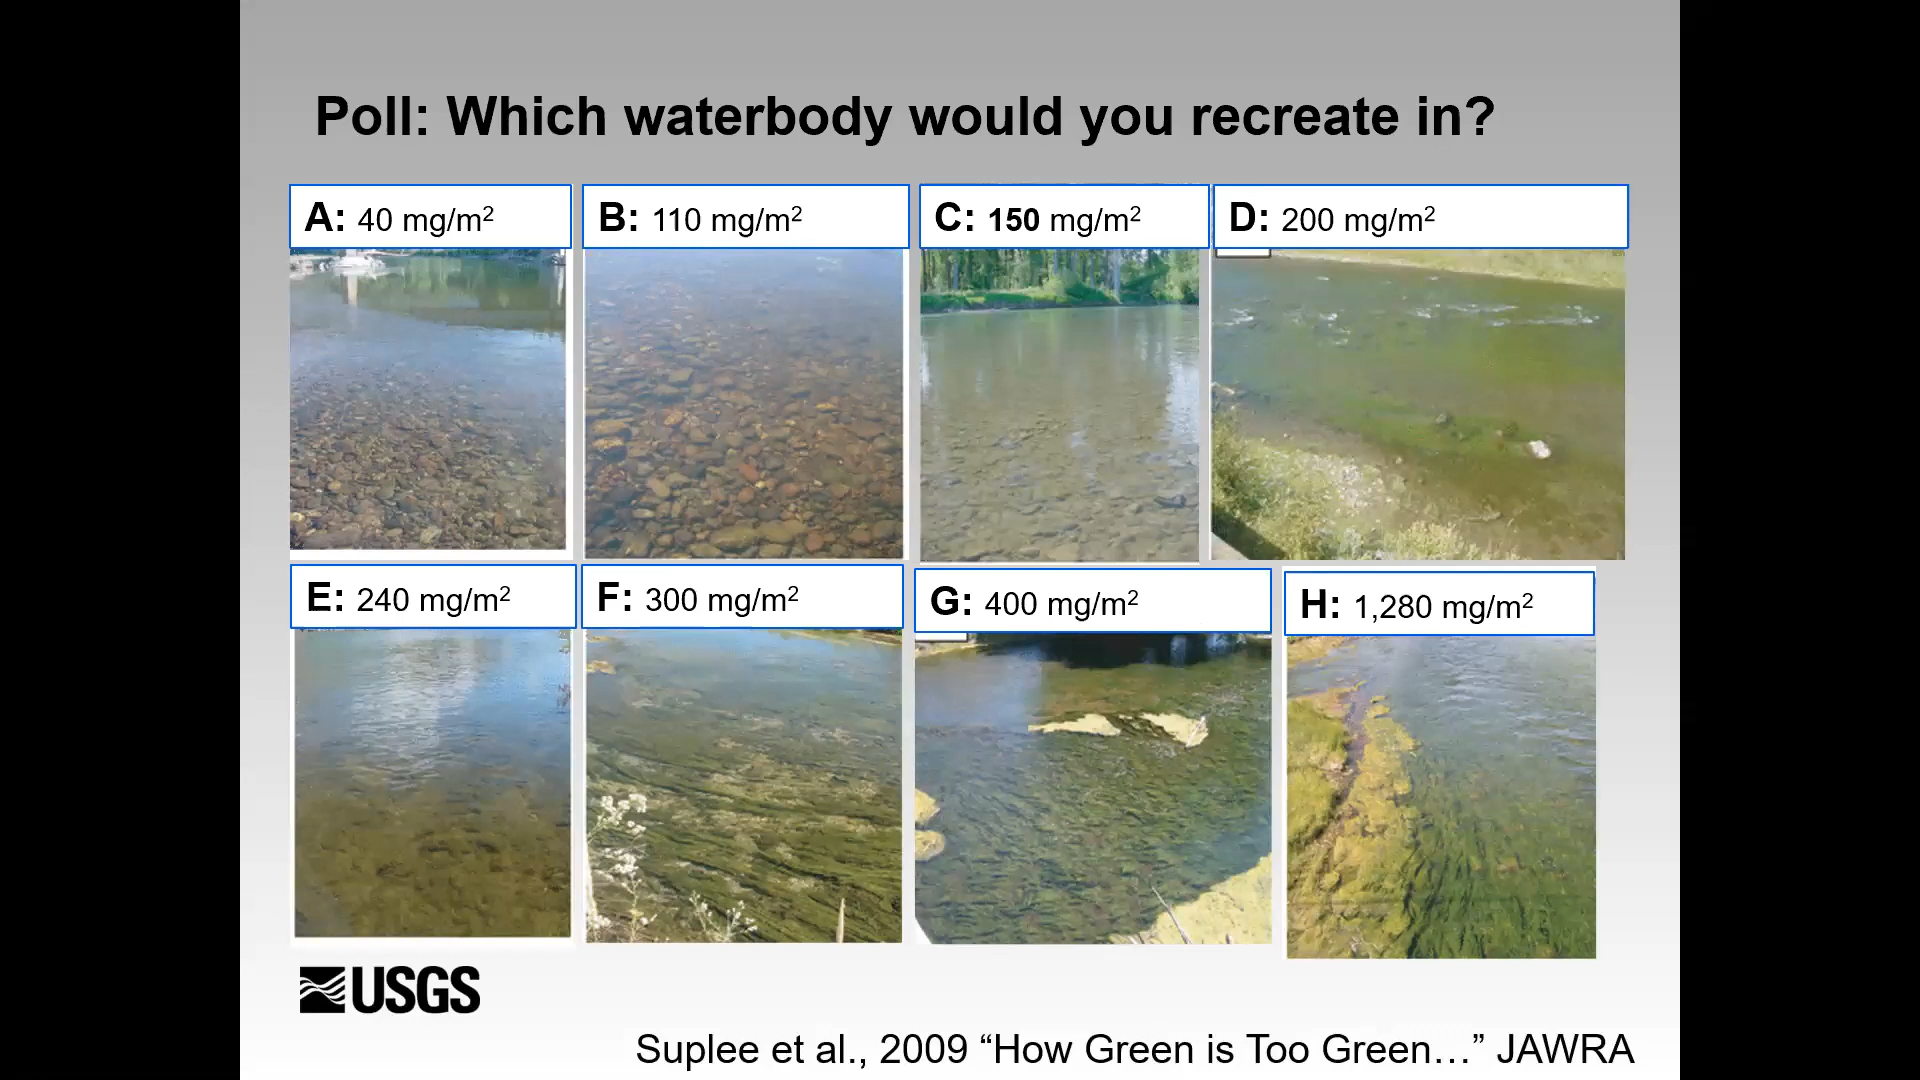 Poll: Which waterbody would you recreate in?
A: 40 mg/m²
B: 110 mg/m²
C: 150 mg/m²
D: 200 mg/m²
E: 240 mg/m²
F: 300 mg/m²
G: 400 mg/m²
H: 1,280 mg/m²
USGS
Suplee et al., 2009 “How Green is Too Green…” JAWRA